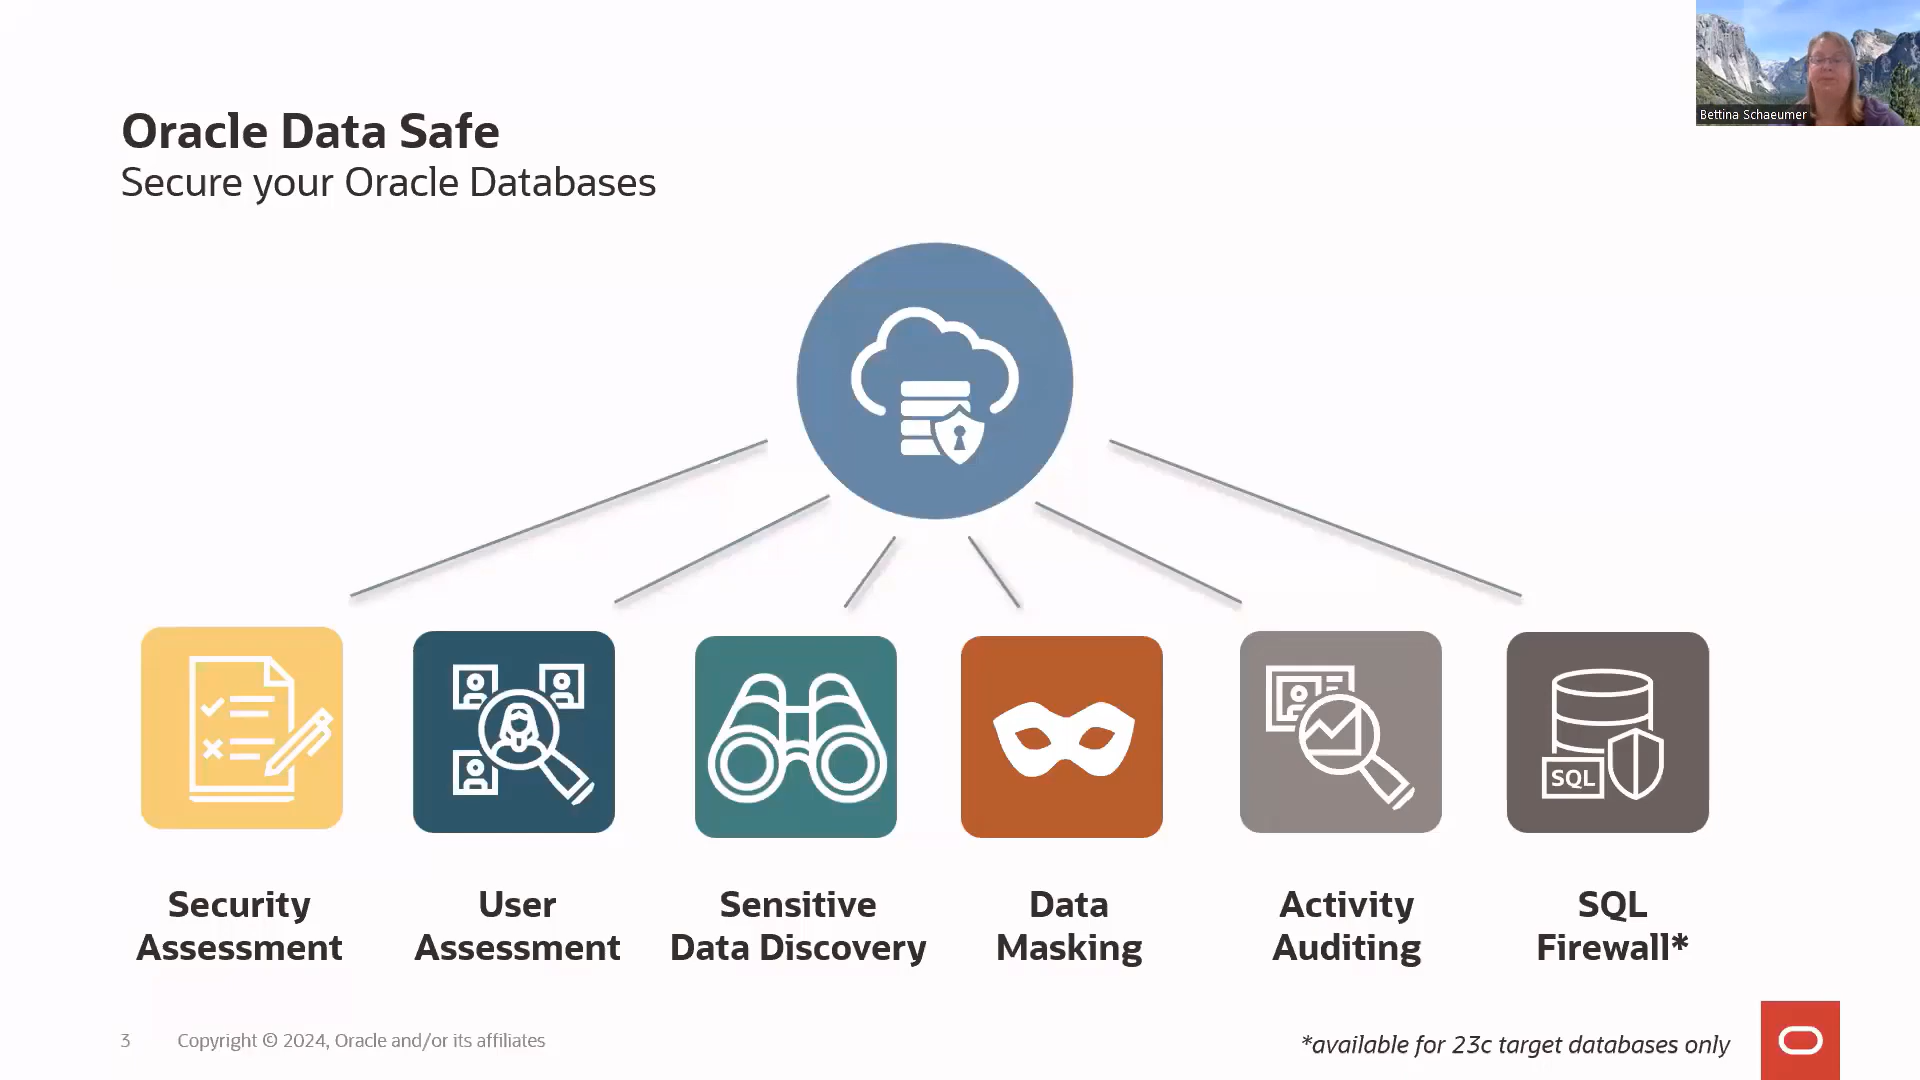 Bettina Schaeumer
Oracle Data Safe
Secure your Oracle Databases
SQL
Security
Assessment
User
Assessment
Sensitive
Data Discovery
Data
Masking
Activity
Auditing
SQL
Firewall*
3
Copyright © 2024, Oracle and/or its affiliates
*available for 23c target databases only